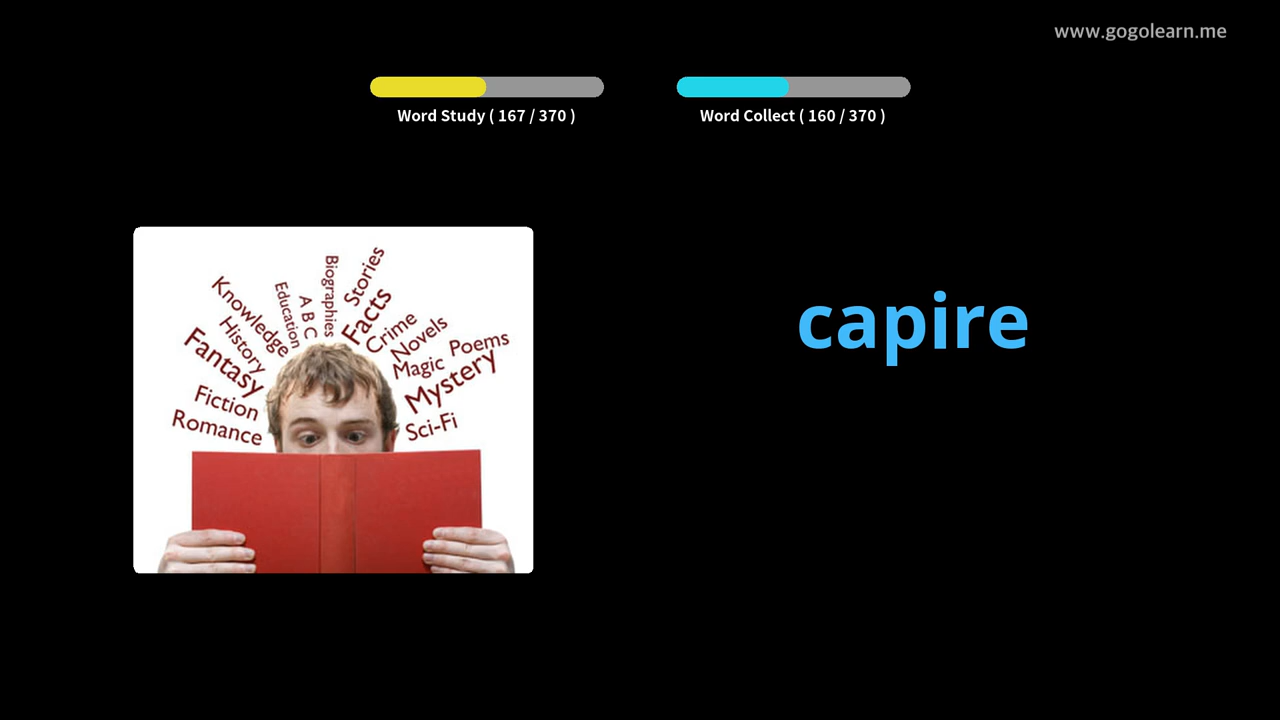 www.gogolearn.me
Word Study ( 167 / 370 )
Word Collect ( 160 / 370 )
Knowledge
Education
A B C
Biographies
Stories
Facts
History
Crime
Novels
Poems
Fantasy
Magic
Mystery
Fiction
Romance
Sci-Fi
capire